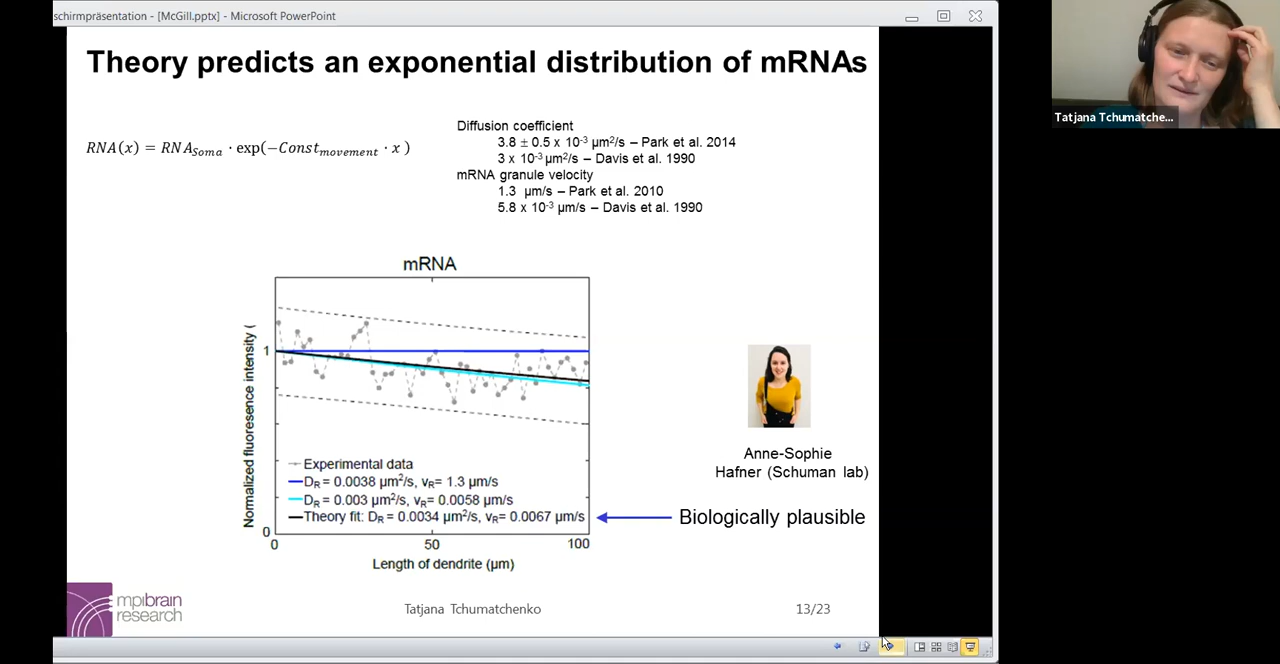 schirmpräsentation - [McGill.pptx] - Microsoft PowerPoint
Tatjana Tchumatche...
Theory predicts an exponential distribution of mRNAs
RNA(x) = RNA_Soma · exp(−Const_movement · x )
Diffusion coefficient
3.8 ± 0.5 x 10⁻³ µm²/s – Park et al. 2014
3 x 10⁻³ µm²/s – Davis et al. 1990
mRNA granule velocity
1.3 µm/s – Park et al. 2010
5.8 x 10⁻³ µm/s – Davis et al. 1990
mRNA
Normalized fluoresence intensity (
1
0
Experimental data
D_R = 0.0038 µm²/s, v_R= 1.3 µm/s
D_R = 0.003 µm²/s, v_R= 0.0058 µm/s
Theory fit: D_R = 0.0034 µm²/s, v_R= 0.0067 µm/s
0 50 100
Length of dendrite (µm)
Anne-Sophie
Hafner (Schuman lab)
Biologically plausible
mpibrain
research
Tatjana Tchumatchenko
13/23